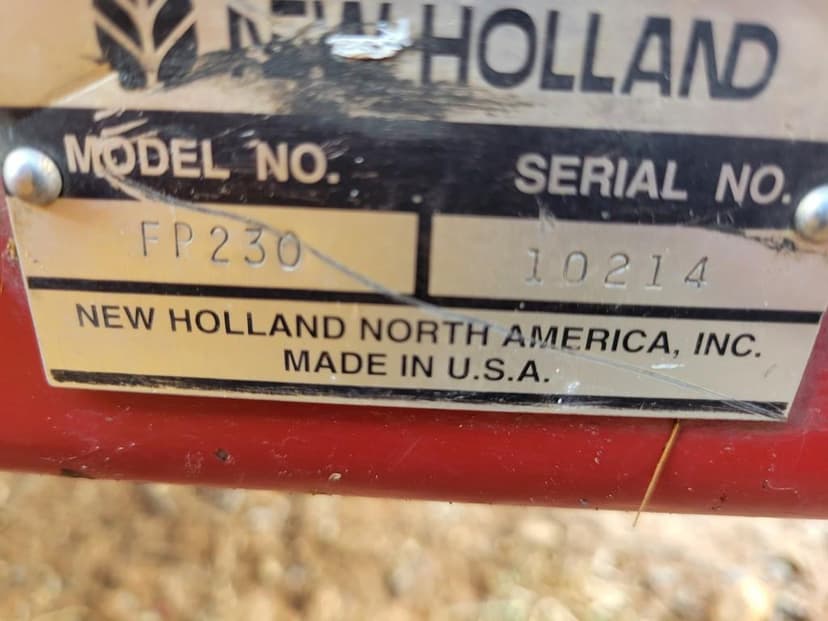 NEW HOLLAND
MODEL NO. SERIAL NO.
FP230 10214
NEW HOLLAND NORTH AMERICA, INC.
MADE IN U.S.A.